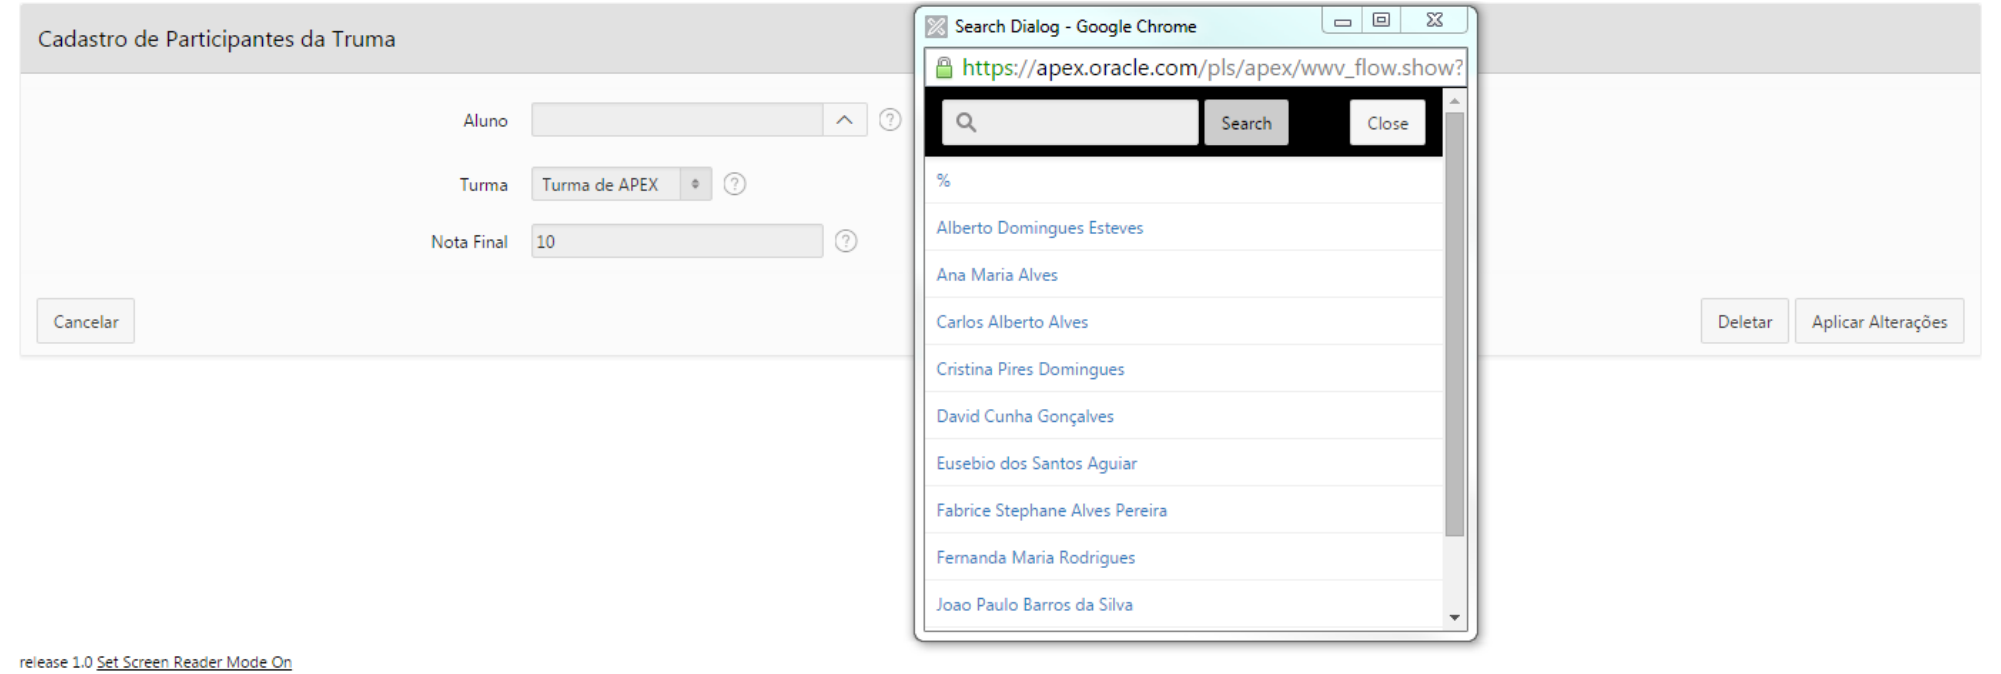 Cadastro de Participantes da Truma
Aluno
Turma Turma de APEX
Nota Final 10
Cancelar
Deletar Aplicar Alterações
Search Dialog - Google Chrome
https://apex.oracle.com/pls/apex/wwv_flow.show?
Search Close
%
Alberto Domingues Esteves
Ana Maria Alves
Carlos Alberto Alves
Cristina Pires Domingues
David Cunha Gonçalves
Eusebio dos Santos Aguiar
Fabrice Stephane Alves Pereira
Fernanda Maria Rodrigues
Joao Paulo Barros da Silva
release 1.0 Set Screen Reader Mode On